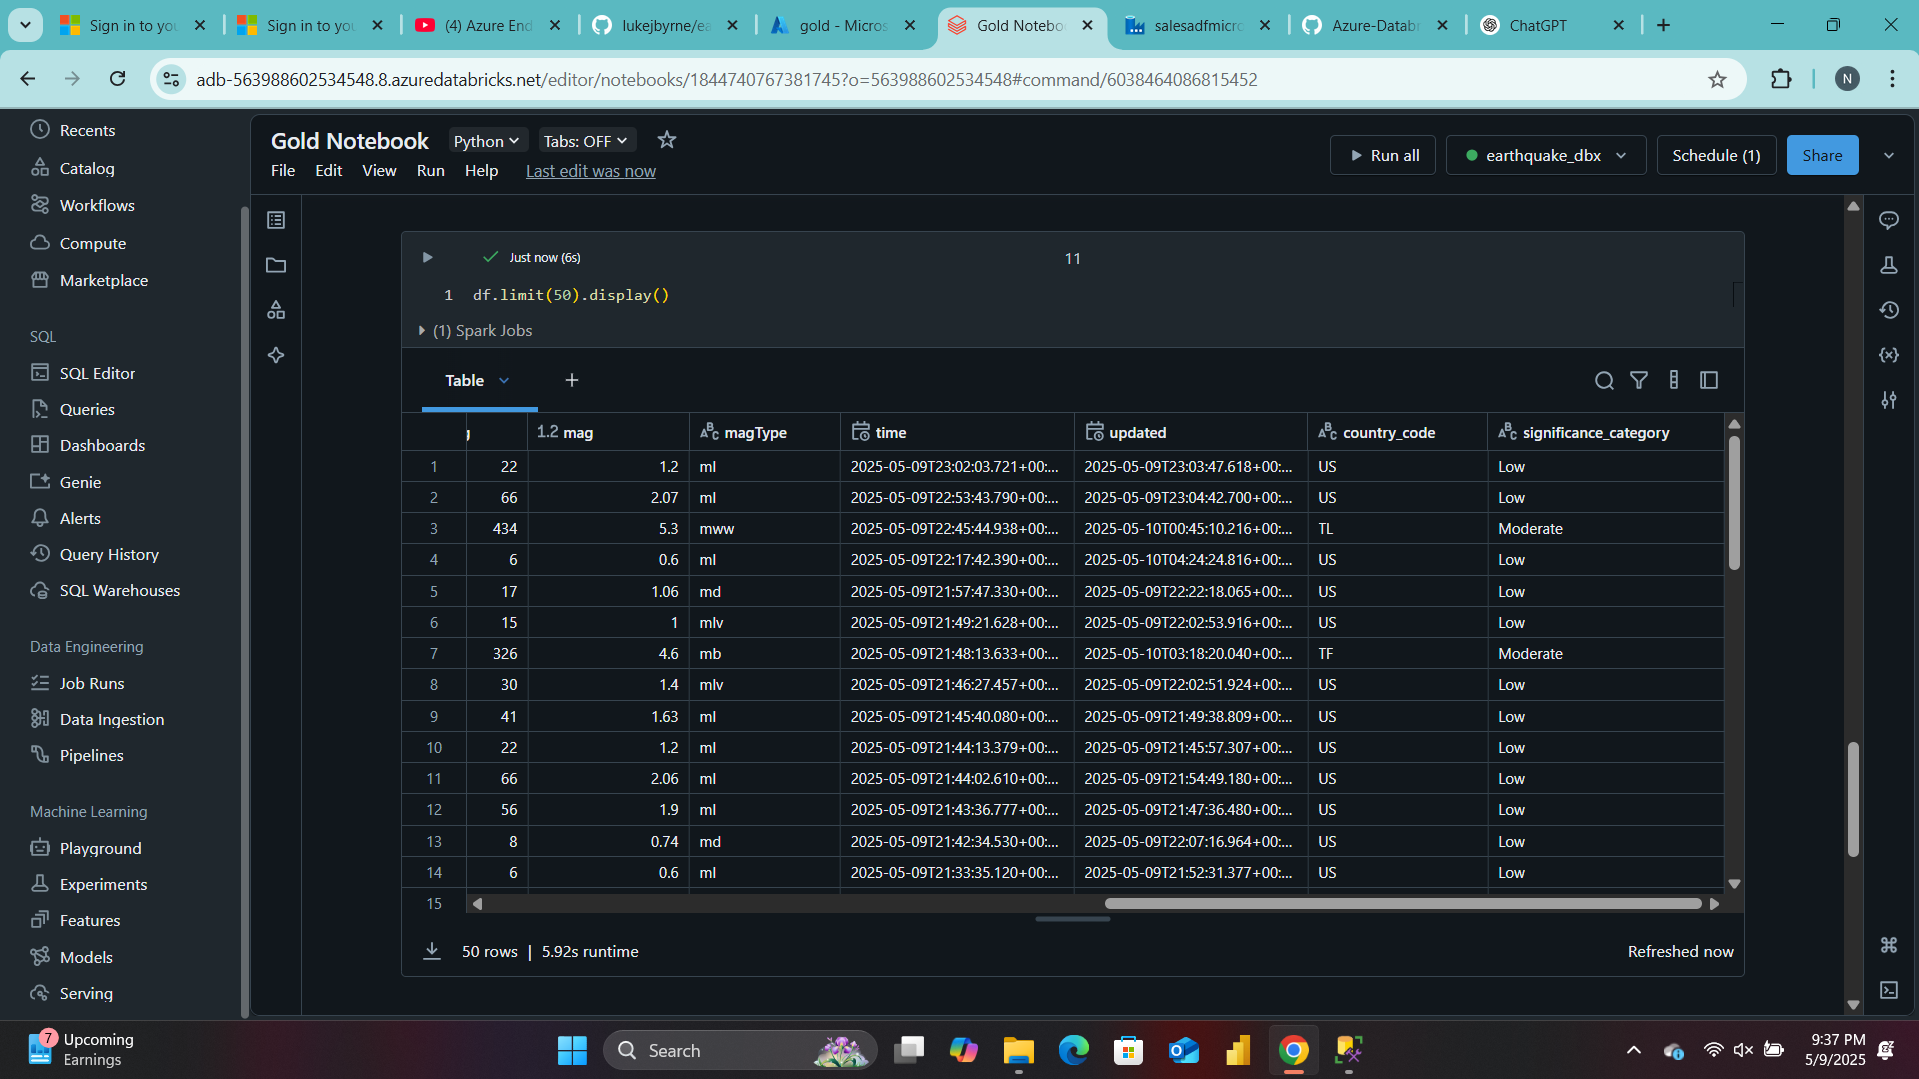 Sign in to you
Sign in to you
(4) Azure End
lukejbyrne/ea
gold - Micros
Gold Notebo
salesadfmicro
Azure-Databr
ChatGPT
adb-563988602534548.8.azuredatabricks.net/editor/notebooks/1844740767381745?o=563988602534548#command/6038464086815452
N
Recents
Catalog
Workflows
Compute
Marketplace
SQL
SQL Editor
Queries
Dashboards
Genie
Alerts
Query History
SQL Warehouses
Data Engineering
Job Runs
Data Ingestion
Pipelines
Machine Learning
Playground
Experiments
Features
Models
Serving
Gold Notebook Python Tabs: OFF
File Edit View Run Help Last edit was now
Run all earthquake_dbx Schedule (1) Share
Just now (6s) 11
1 df.limit(50).display()
(1) Spark Jobs
Table
1.2 mag ABC magType time updated ABC country_code ABC significance_category
1 22 1.2 ml 2025-05-09T23:02:03.721+00:... 2025-05-09T23:03:47.618+00:... US Low
2 66 2.07 ml 2025-05-09T22:53:43.790+00:... 2025-05-09T23:04:42.700+00:... US Low
3 434 5.3 mww 2025-05-09T22:45:44.938+00:... 2025-05-10T00:45:10.216+00:... TL Moderate
4 6 0.6 ml 2025-05-09T22:17:42.390+00:... 2025-05-10T04:24:24.816+00:... US Low
5 17 1.06 md 2025-05-09T21:57:47.330+00:... 2025-05-09T22:22:18.065+00:... US Low
6 15 1 mlv 2025-05-09T21:49:21.628+00:... 2025-05-09T22:02:53.916+00:... US Low
7 326 4.6 mb 2025-05-09T21:48:13.633+00:... 2025-05-10T03:18:20.040+00:... TF Moderate
8 30 1.4 mlv 2025-05-09T21:46:27.457+00:... 2025-05-09T22:02:51.924+00:... US Low
9 41 1.63 ml 2025-05-09T21:45:40.080+00:... 2025-05-09T21:49:38.809+00:... US Low
10 22 1.2 ml 2025-05-09T21:44:13.379+00:... 2025-05-09T21:45:57.307+00:... US Low
11 66 2.06 ml 2025-05-09T21:44:02.610+00:... 2025-05-09T21:54:49.180+00:... US Low
12 56 1.9 ml 2025-05-09T21:43:36.777+00:... 2025-05-09T21:47:36.480+00:... US Low
13 8 0.74 md 2025-05-09T21:42:34.530+00:... 2025-05-09T22:07:16.964+00:... US Low
14 6 0.6 ml 2025-05-09T21:33:35.120+00:... 2025-05-09T21:52:31.377+00:... US Low
15
50 rows | 5.92s runtime Refreshed now
7 Upcoming
Earnings
Search
9:37 PM
5/9/2025